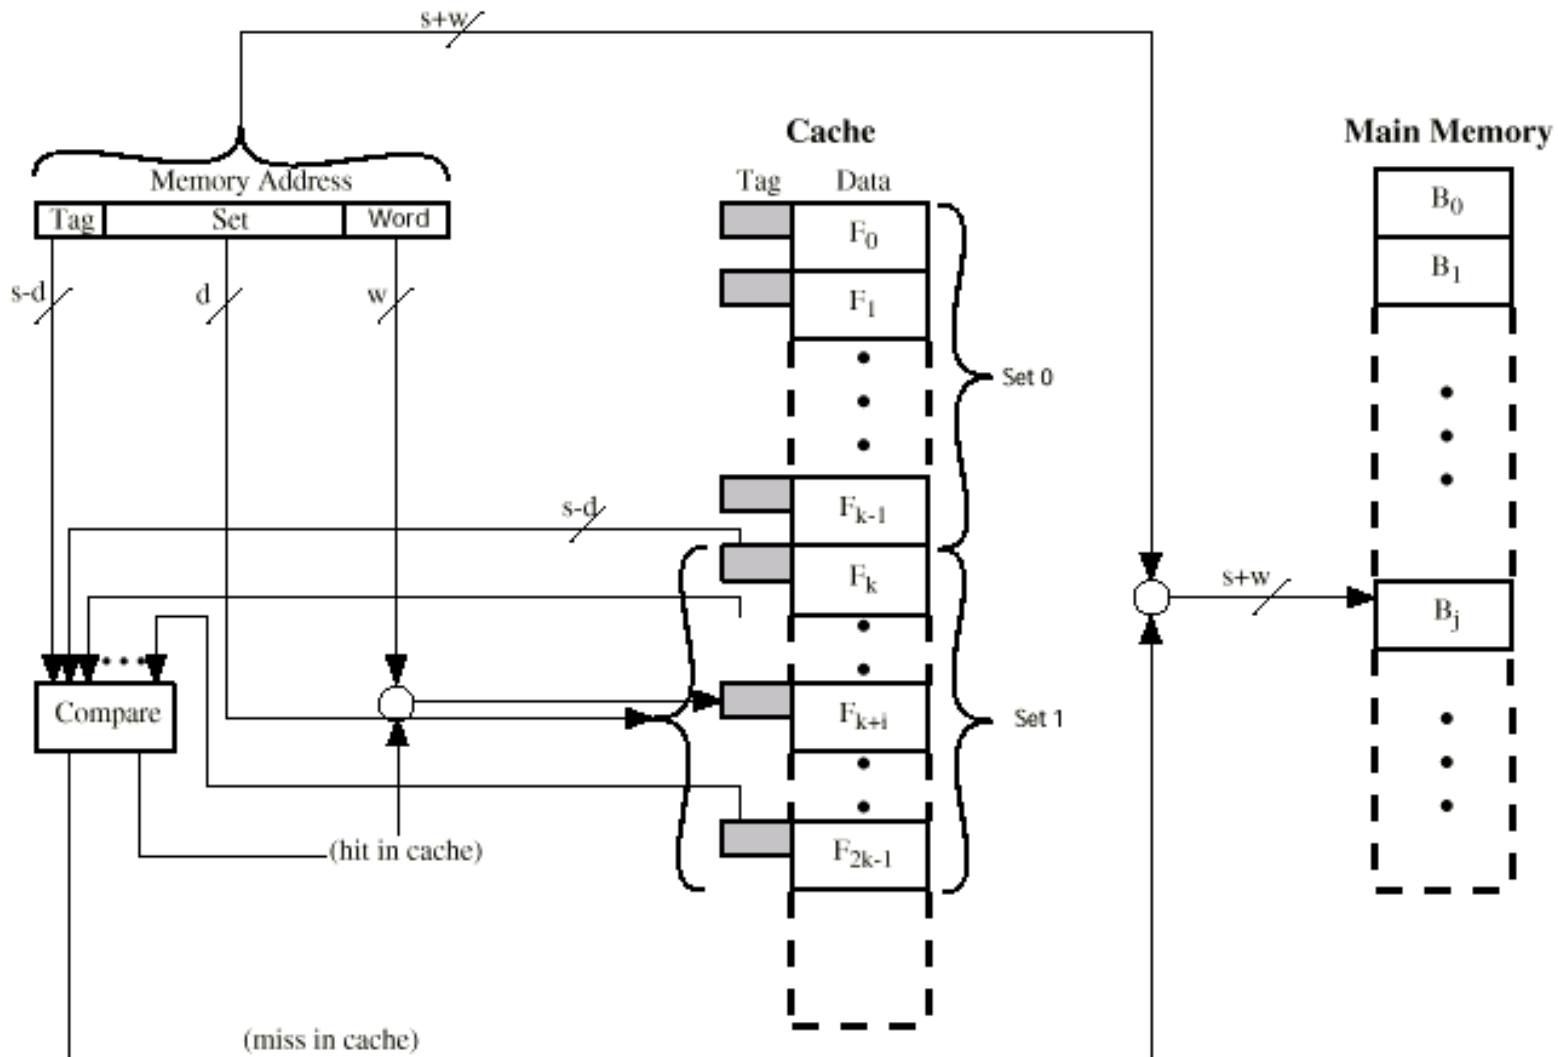 s+w
Cache
Main Memory
Memory Address
Tag Data
Tag Set Word
F0
F1
B0
B1
s-d d w
Set 0
Fk-1
s-d
Fk
s+w
Bj
Compare
Fk+i
Set 1
F2k-1
(hit in cache)
(miss in cache)